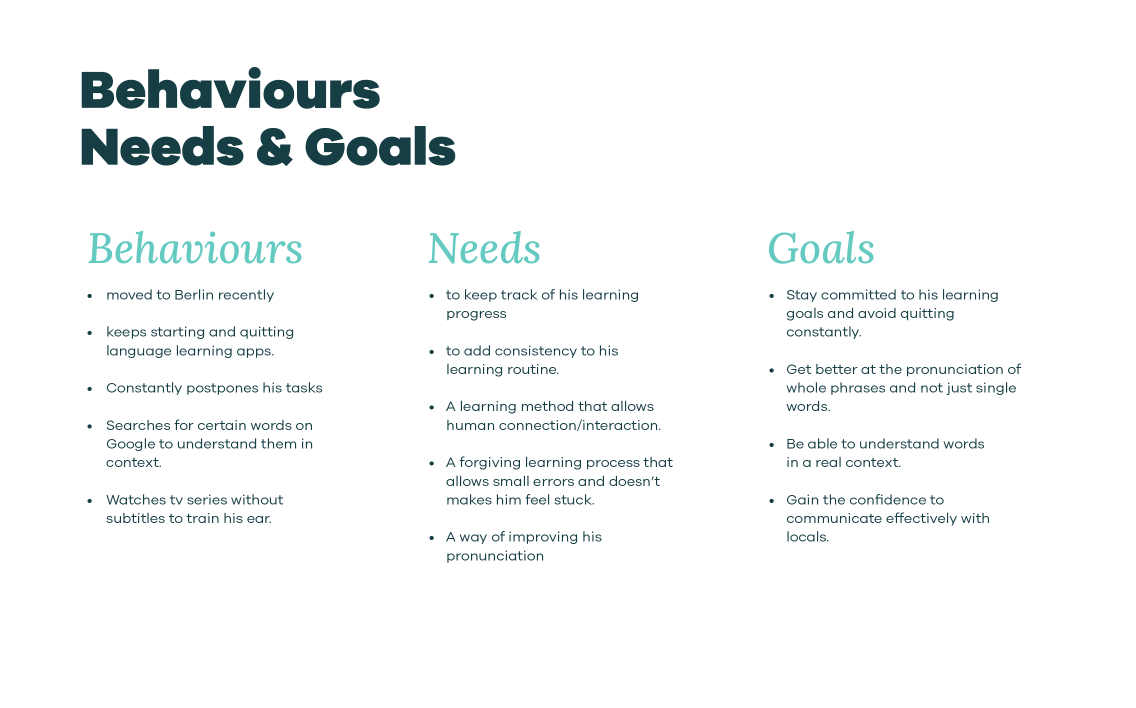 Behaviours
Needs & Goals
Behaviours
• moved to Berlin recently
• keeps starting and quitting
language learning apps.
• Constantly postpones his tasks
• Searches for certain words on
Google to understand them in
context.
• Watches tv series without
subtitles to train his ear.
Needs
• to keep track of his learning
progress
• to add consistency to his
learning routine.
• A learning method that allows
human connection/interaction.
• A forgiving learning process that
allows small errors and doesn’t
makes him feel stuck.
• A way of improving his
pronunciation
Goals
• Stay committed to his learning
goals and avoid quitting
constantly.
• Get better at the pronunciation of
whole phrases and not just single
words.
• Be able to understand words
in a real context.
• Gain the confidence to
communicate effectively with
locals.